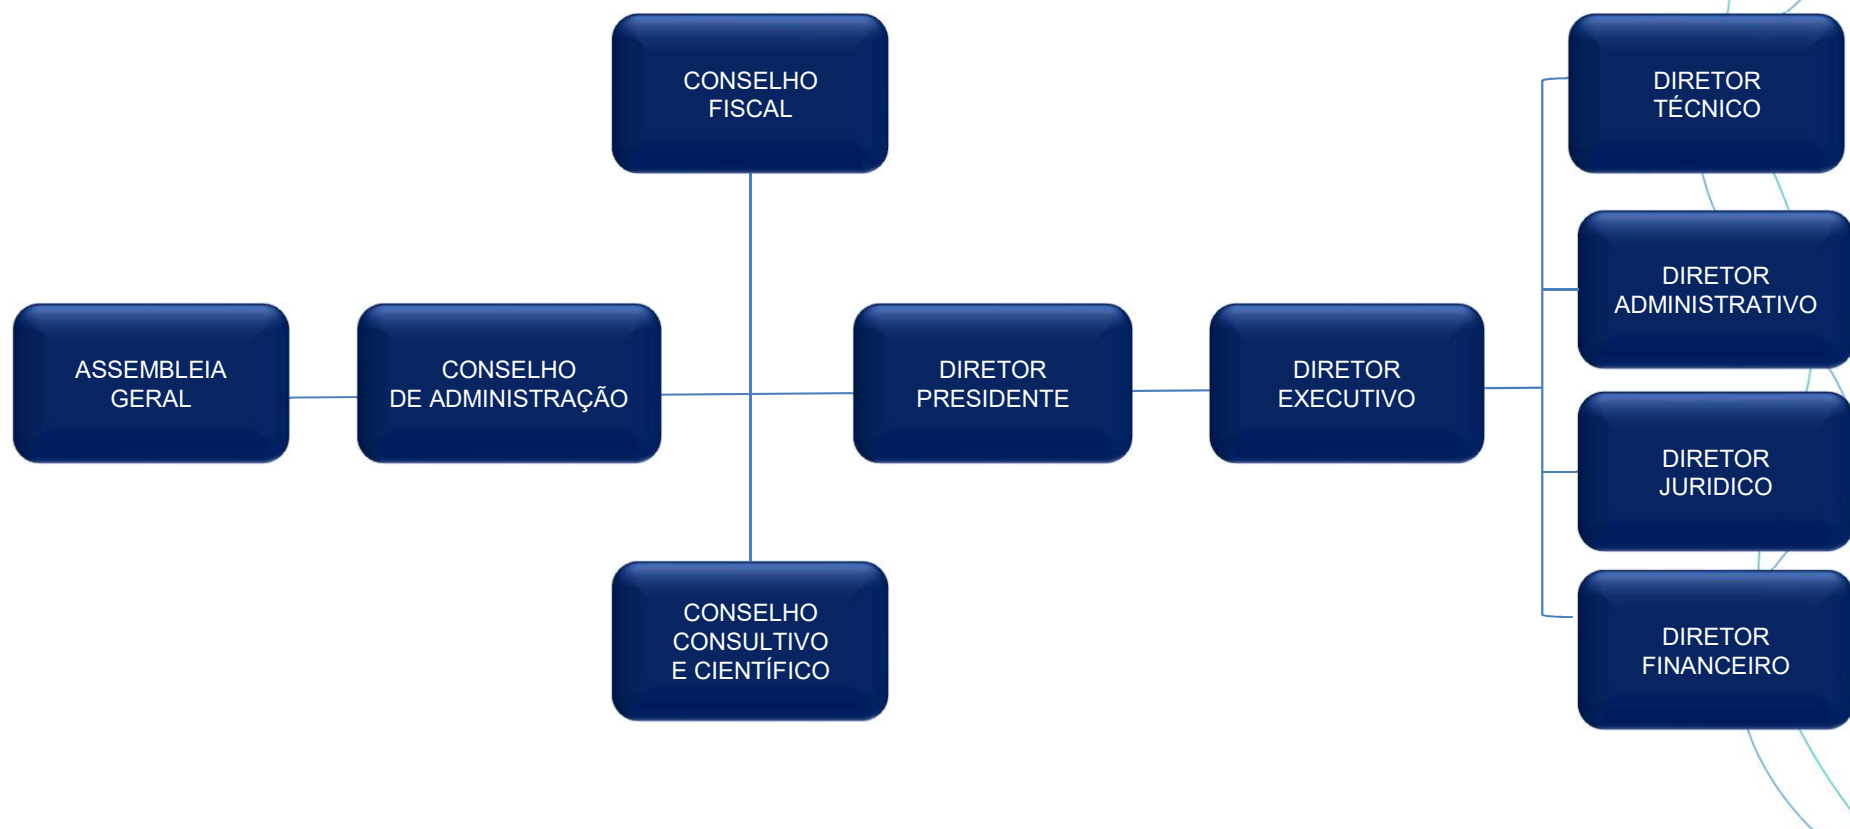 CONSELHO
FISCAL
DIRETOR
TÉCNICO
DIRETOR
ADMINISTRATIVO
ASSEMBLEIA
GERAL
CONSELHO
DE ADMINISTRAÇÃO
DIRETOR
PRESIDENTE
DIRETOR
EXECUTIVO
DIRETOR
JURIDICO
CONSELHO
CONSULTIVO
E CIENTÍFICO
DIRETOR
FINANCEIRO